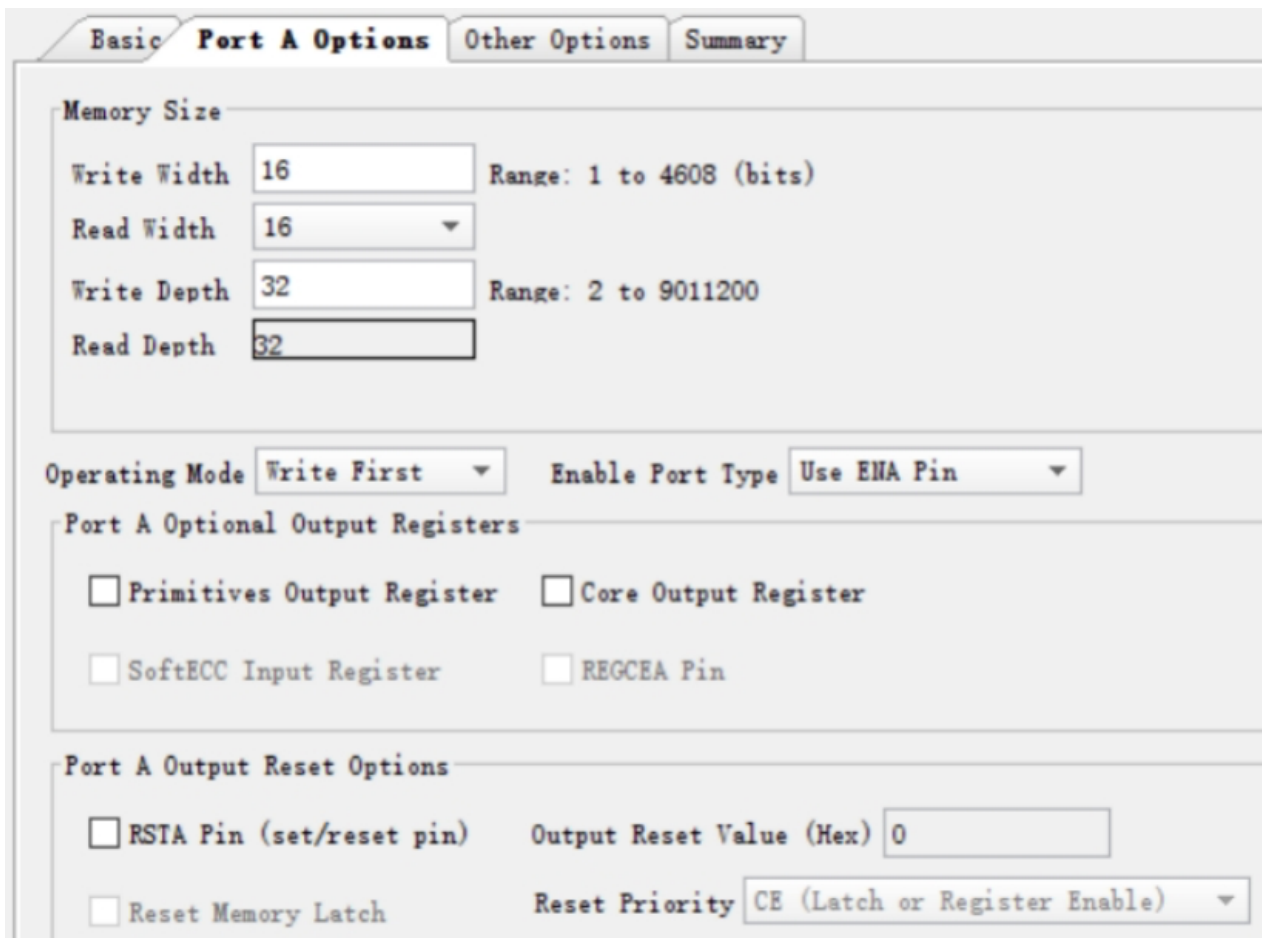 Basic Port A Options Other Options Summary
Memory Size
Write Width 16 Range: 1 to 4608 (bits)
Read Width 16
Write Depth 32 Range: 2 to 9011200
Read Depth 32
Operating Mode Write First Enable Port Type Use ENA Pin
Port A Optional Output Registers
Primitives Output Register Core Output Register
SoftECC Input Register REGCEA Pin
Port A Output Reset Options
RSTA Pin (set/reset pin) Output Reset Value (Hex) 0
Reset Memory Latch Reset Priority CE (Latch or Register Enable)